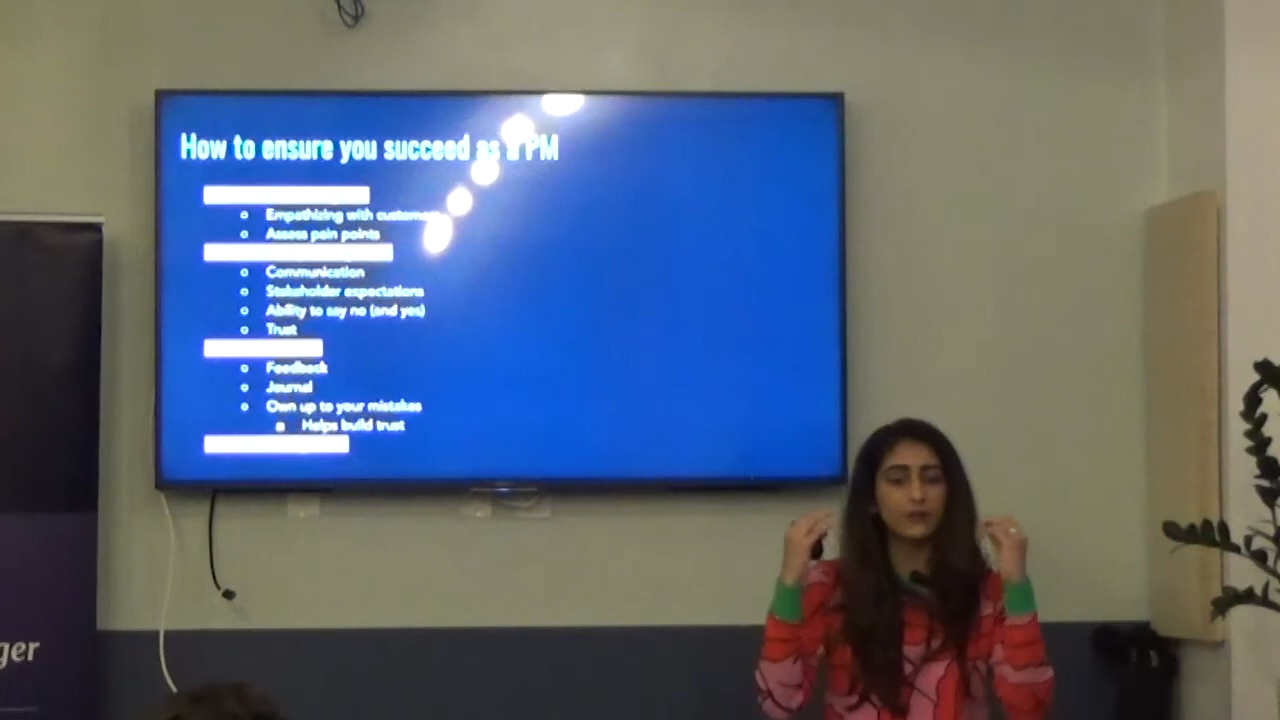 How to ensure you succeed as a PM
Empathizing with customers
Assess pain points
Communication
Stakeholder expectations
Ability to say no (and yes)
Trust
Feedback
Journal
Own up to your mistakes
Helps build trust
ger